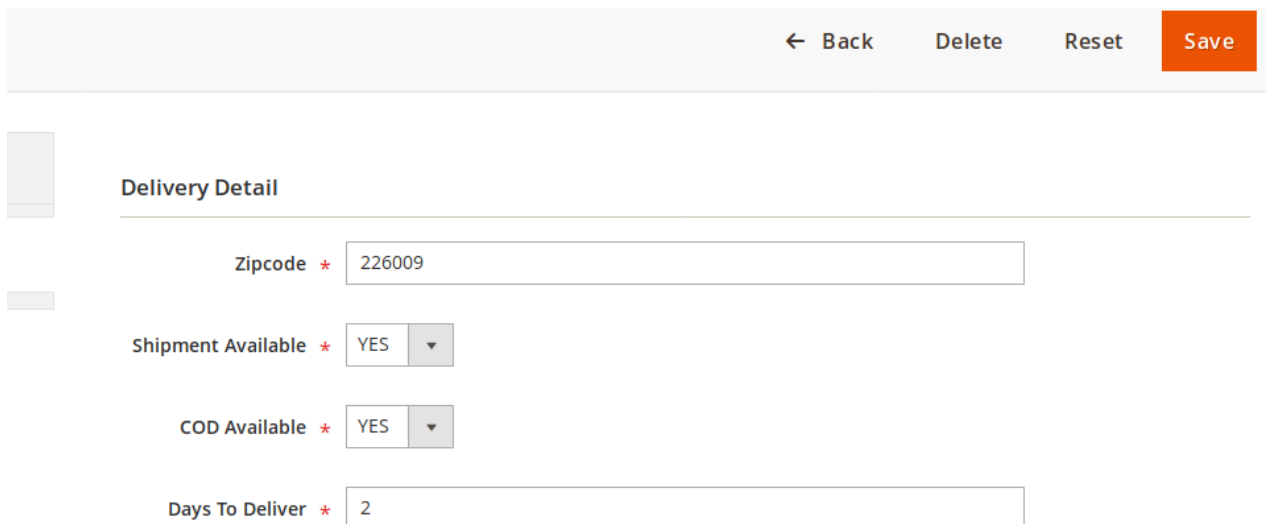 ← Back Delete Reset Save
Delivery Detail
Zipcode * 226009
Shipment Available * YES
COD Available * YES
Days To Deliver * 2